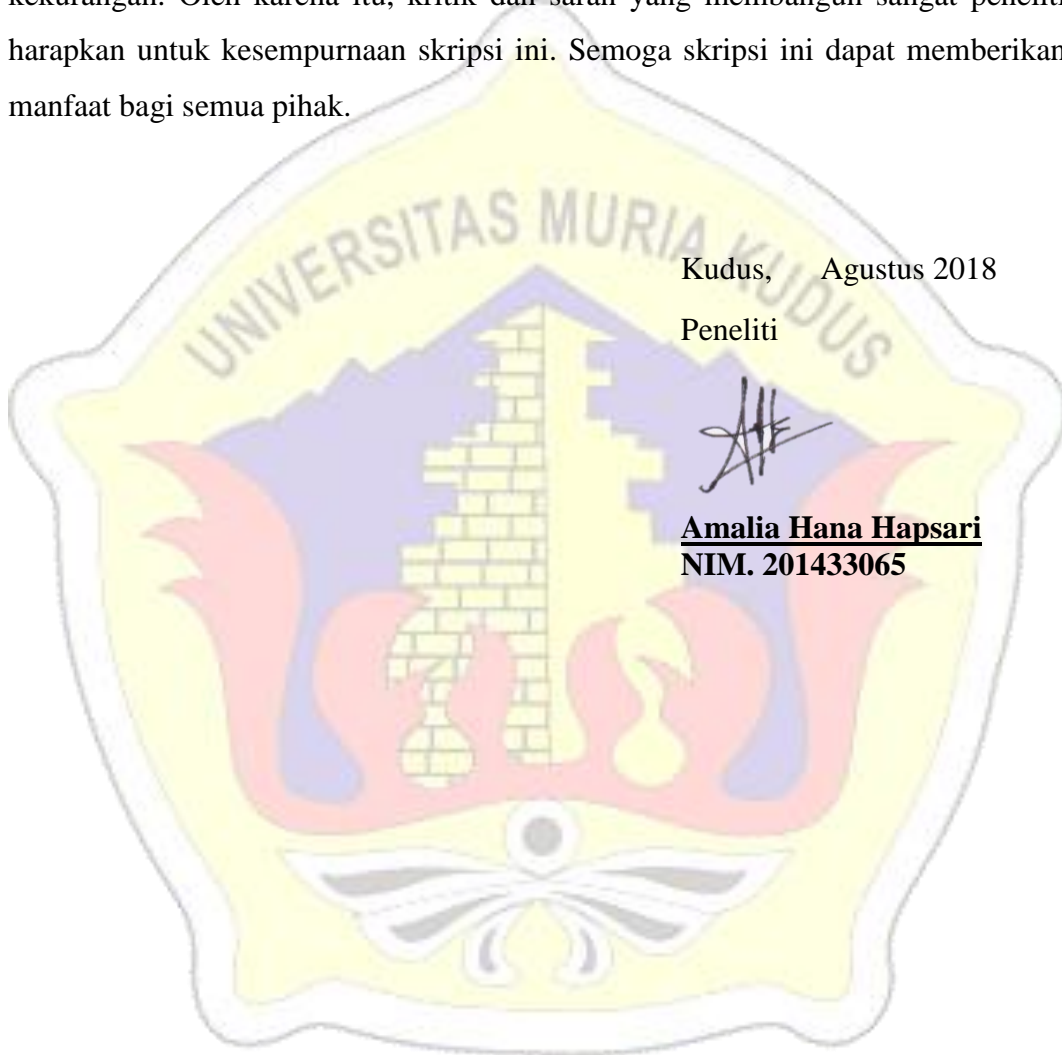 kekurangan. Oleh karena itu, kritik dan saran yang membangun sangat peneliti
harapkan untuk kesempurnaan skripsi ini. Semoga skripsi ini dapat memberikan
manfaat bagi semua pihak.
UNIVERSITAS MURIA KUDUS
Kudus, Agustus 2018
Peneliti
Amalia Hana Hapsari
NIM. 201433065